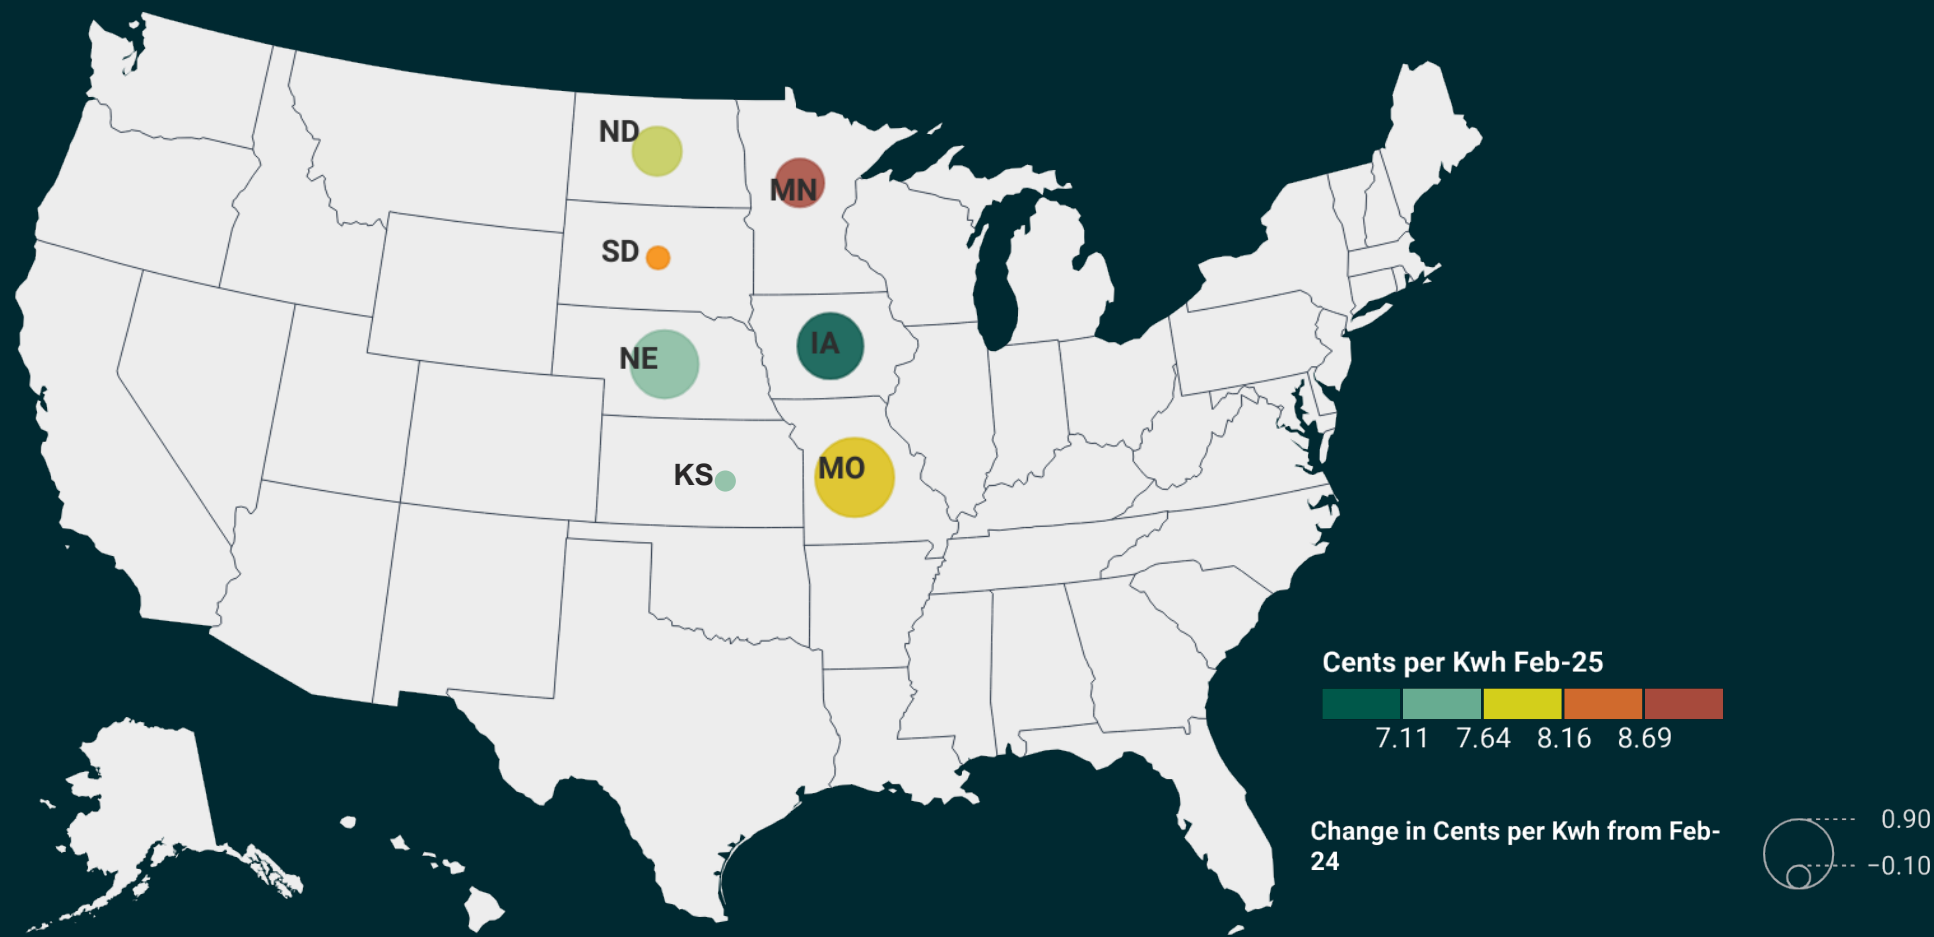 ND
MN
SD
IA
NE
MO
KS
Cents per Kwh Feb-25
7.11 7.64 8.16 8.69
Change in Cents per Kwh from Feb-
24
0.90
−0.10